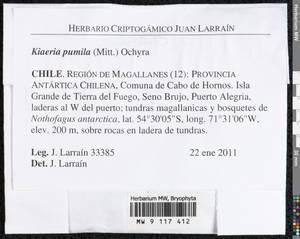 HERBARIO CRIPTOGÁMICO JUAN LARRAÍN
Kiaeria pumila (Mitt.) Ochyra
CHILE. REGIÓN DE MAGALLANES (12): PROVINCIA
ANTÁRTICA CHILENA, Comuna de Cabo de Hornos. Isla
Grande de Tierra del Fuego, Seno Brujo, Puerto Alegria,
laderas al W del puerto; tundras magallanicas y bosquetes de
Nothofagus antarctica, lat. 54°30'05"S, long. 71°31'06"W,
elev. 200 m, sobre rocas en ladera de tundras.
Leg. J. Larraín 33385 22 ene 2011
Det. J. Larraín
Herbarium MW, Bryophyta
MW 9 117 412